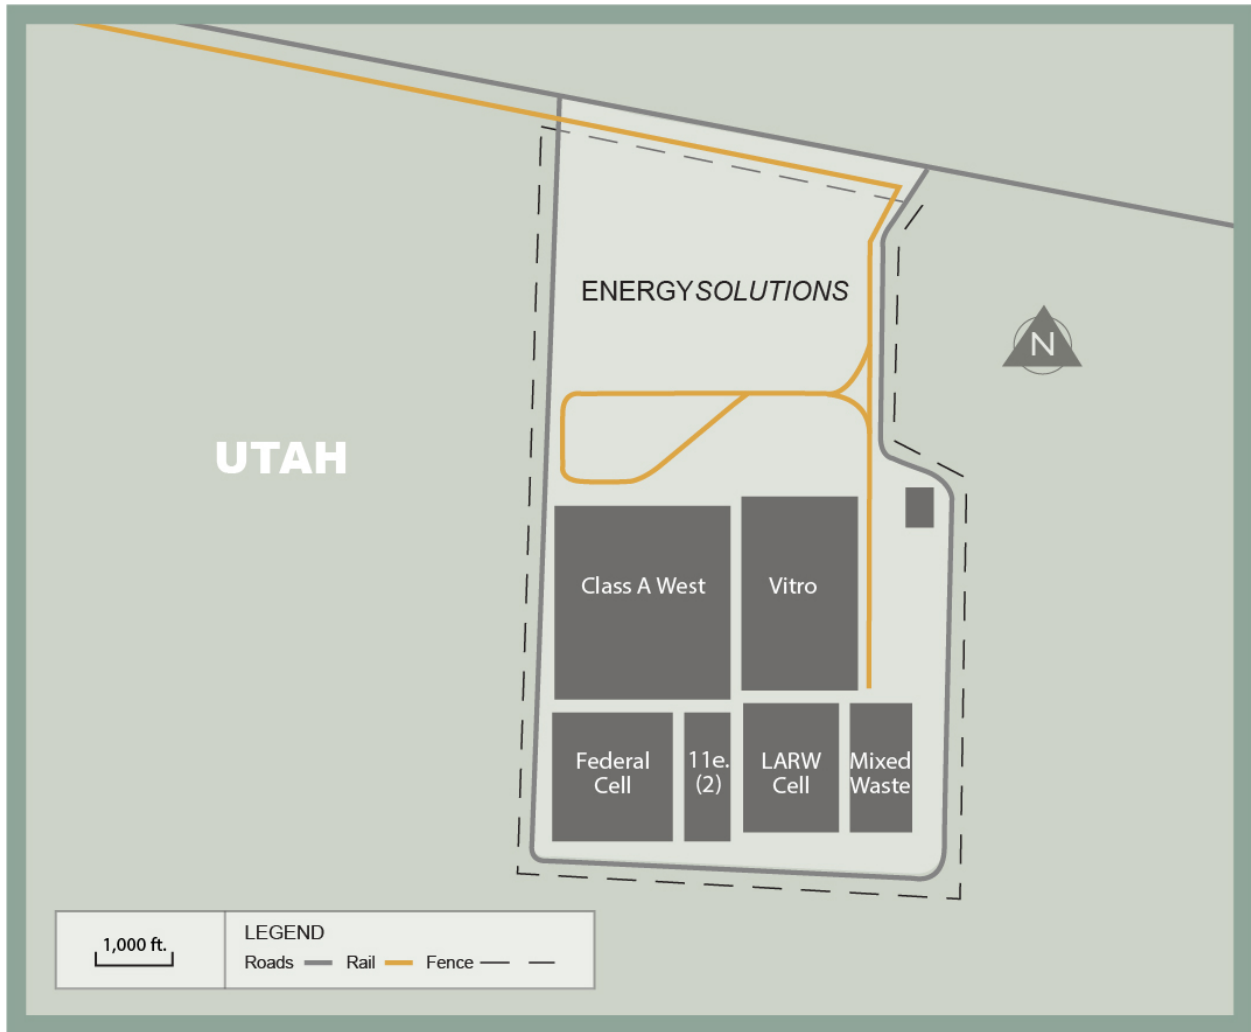 ENERGYSOLUTIONS
N
UTAH
Class A West
Vitro
Federal
Cell
11e.
(2)
LARW
Cell
Mixed
Waste
1,000 ft.
LEGEND
Roads Rail Fence